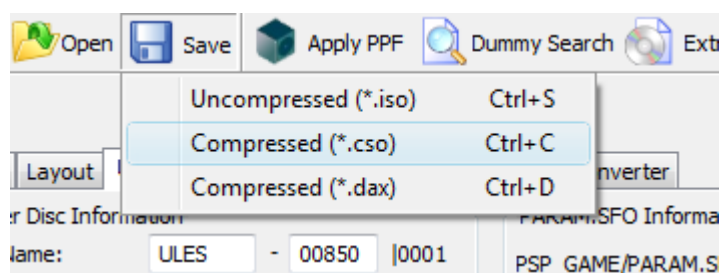 Open Save Apply PPF Dummy Search Extr
Uncompressed (*.iso) Ctrl+S
Compressed (*.cso) Ctrl+C
Compressed (*.dax) Ctrl+D
Layout nverter
r Disc Information PARAM.SFO Informa
Name: ULES - 00850 |0001 PSP_GAME/PARAM.S